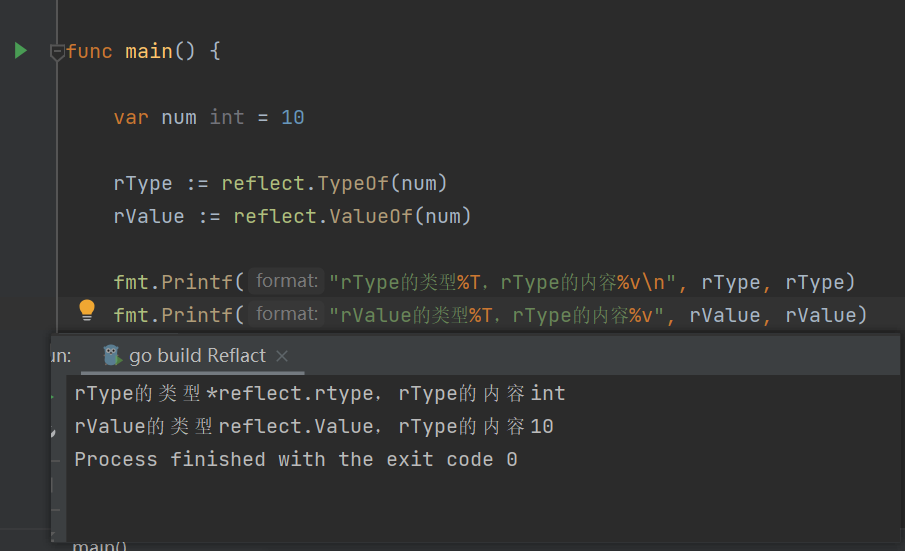 func main() {
var num int = 10
rType := reflect.TypeOf(num)
rValue := reflect.ValueOf(num)
fmt.Printf( format: "rType的类型%T，rType的内容%v\n", rType, rType)
fmt.Printf( format: "rValue的类型%T，rType的内容%v", rValue, rValue)
un: go build Reflact ×
rType的类型*reflect.rtype，rType的内容int
rValue的类型reflect.Value，rType的内容10
Process finished with the exit code 0
main()